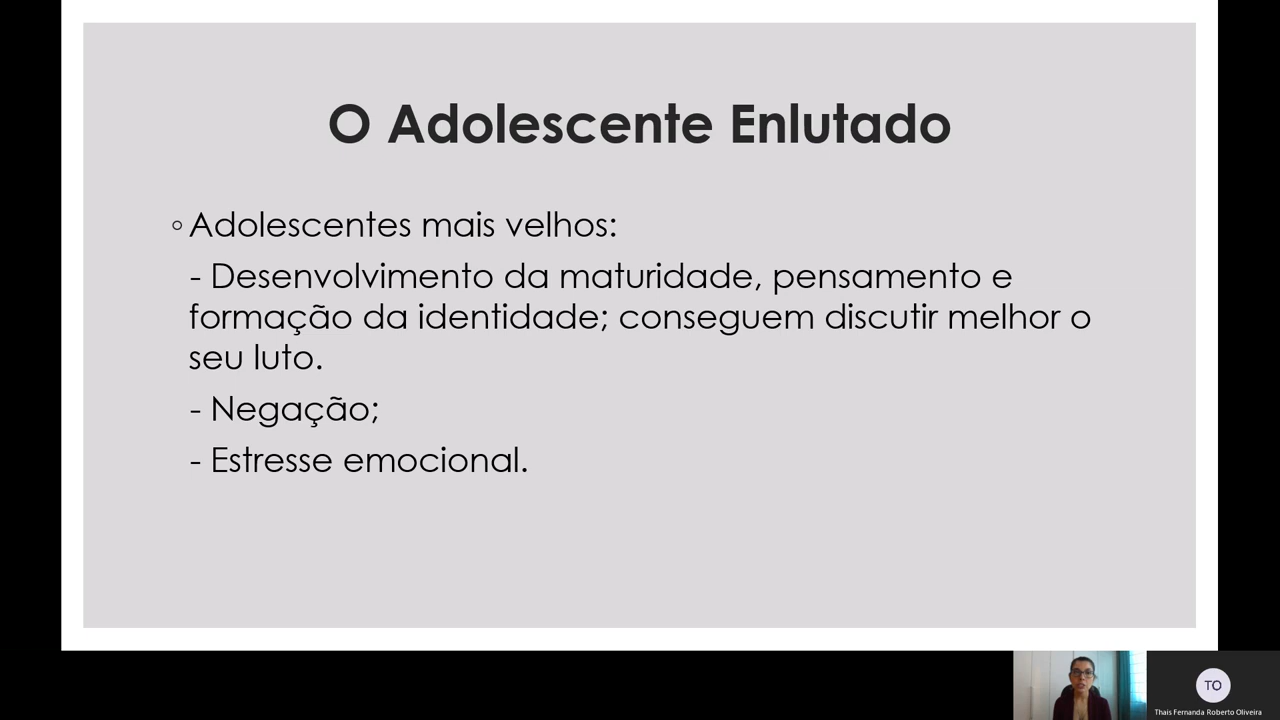 O Adolescente Enlutado
◦ Adolescentes mais velhos:
- Desenvolvimento da maturidade, pensamento e
formação da identidade; conseguem discutir melhor o
seu luto.
- Negação;
- Estresse emocional.
TO
Thais Fernanda Roberto Oliveira